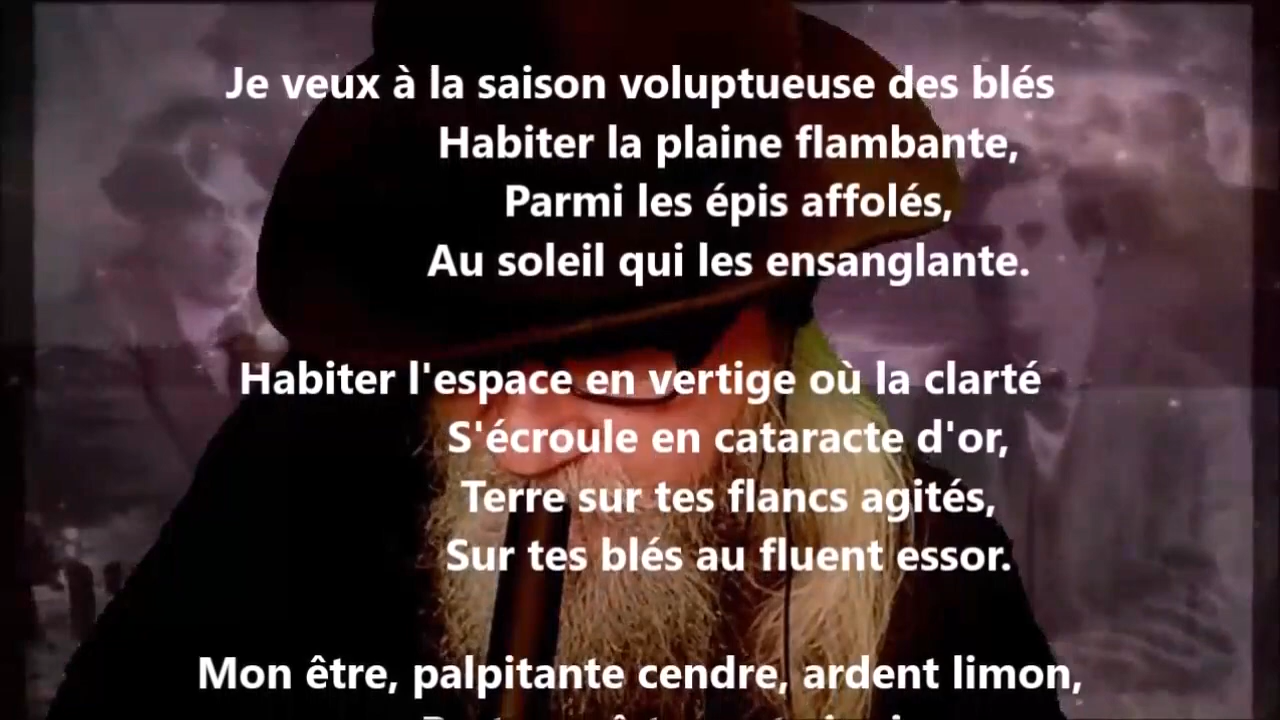 Je veux à la saison voluptueuse des blés
Habiter la plaine flambante,
Parmi les épis affolés,
Au soleil qui les ensanglante.
Habiter l'espace en vertige où la clarté
S'écroule en cataracte d'or,
Terre sur tes flancs agités,
Sur tes blés au fluent essor.
Mon être, palpitante cendre, ardent limon,